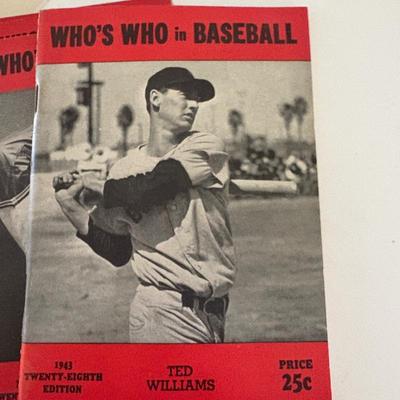 WHO'S WHO in BASEBALL
WHO'S
1943
TWENTY-EIGHTH
EDITION
TED
WILLIAMS
PRICE
25c